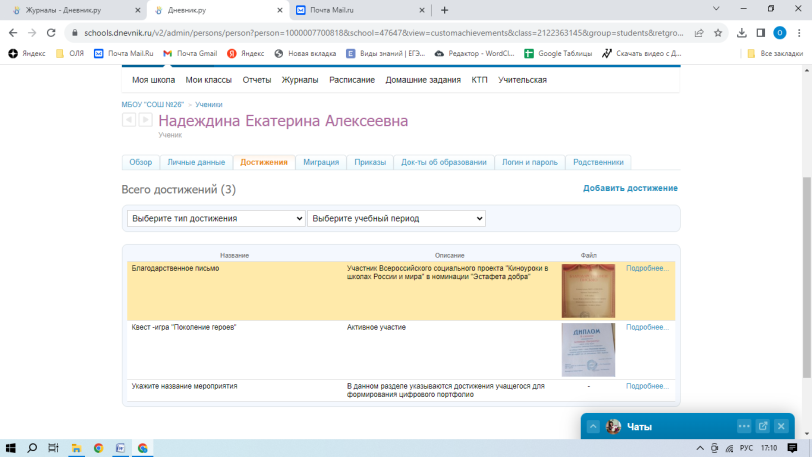 Журналы - Дневник.ру
Дневник.ру
Почта Mail.ru
schools.dnevnik.ru/v2/admin/persons/person?person=1000007700818&school=47647&view=customachievements&class=2122363145&group=students&retgro...
Яндекс
ОЛЯ
Почта Mail.Ru
Почта Gmail
Яндекс
Новая вкладка
Виды знаний | ЕГЭ...
Редактор - WordCl...
Google Таблицы
Скачать видео с Д...
Все закладки
Моя школа Мои классы Отчеты Журналы Расписание Домашние задания КТП Учительская
МБОУ "СОШ №26" Ученики
Надеждина Екатерина Алексеевна
Ученик
Обзор Личные данные Достижения Миграция Приказы Док-ты об образовании Логин и пароль Родственники
Всего достижений (3)
Добавить достижение
Выберите тип достижения
Выберите учебный период
Название Описание Файл
Благодарственное письмо
Участник Всероссийского социального проекта "Киноуроки в
школах России и мира" в номинации "Эстафета добра"
Подробнее...
Квест -игра "Поколение героев"
Активное участие
ДИПЛОМ
Подробнее...
Укажите название мероприятия
В данном разделе указываются достижения учащегося для
формирования цифрового портфолио
-
Подробнее...
Чаты
РУС 17:10